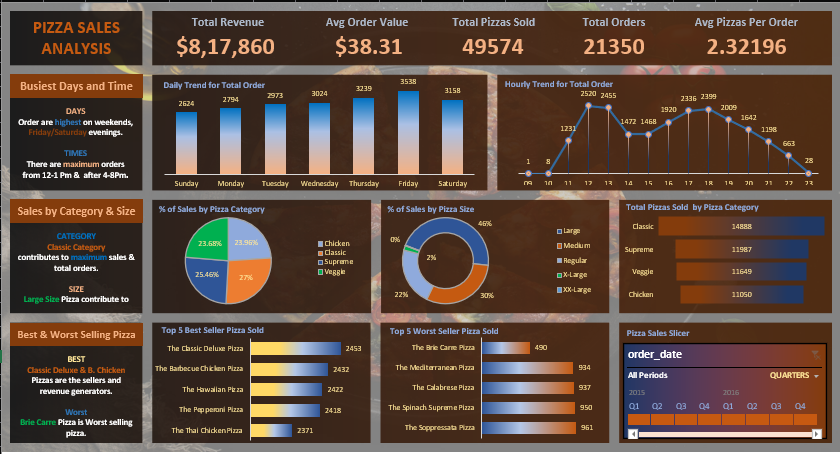 PIZZA SALES
ANALYSIS
Total Revenue
$8,17,860
Avg Order Value
$38.31
Total Pizzas Sold
49574
Total Orders
21350
Avg Pizzas Per Order
2.32196
Busiest Days and Time
DAYS
Order are highest on weekends,
Friday/Saturday evenings.
TIMES
There are maximum orders
from 12-1 Pm & after 4-8Pm.
Daily Trend for Total Order
2624 2794 2973 3024 3239 3538 3158
Sunday Monday Tuesday Wednesday Thursday Friday Saturday
Hourly Trend for Total Order
1 8 1231 2520 2455 1472 1468 1920 2336 2399 2009 1642 1198 663 28
09 10 11 12 13 14 15 16 17 18 19 20 21 22 23
Sales by Category & Size
CATEGORY
Classic Category
contributes to maximum sales &
total orders.
SIZE
Large Size Pizza contribute to
% of Sales by Pizza Category
23.68% 23.96%
25.46% 27%
Chicken
Classic
Supreme
Veggie
% of Sales by Pizza Size
46%
0%
2%
22%
30%
Large
Medium
Regular
X-Large
XX-Large
Total Pizzas Sold by Pizza Category
Classic 14888
Supreme 11987
Veggie 11649
Chicken 11050
Best & Worst Selling Pizza
BEST
Classic Deluxe & B. Chicken
Pizzas are the sellers and
revenue generators.
Worst
Brie Carre Pizza is Worst selling
pizza.
Top 5 Best Seller Pizza Sold
The Classic Deluxe Pizza 2453
The Barbecue Chicken Pizza 2432
The Hawaiian Pizza 2422
The Pepperoni Pizza 2418
The Thai Chicken Pizza 2371
Top 5 Worst Seller Pizza Sold
The Brie Carre Pizza 490
The Mediterranean Pizza 934
The Calabrese Pizza 937
The Spinach Supreme Pizza 950
The Soppressata Pizza 961
Pizza Sales Slicer
order_date
All Periods QUARTERS
2015 2016
Q1 Q2 Q3 Q4 Q1 Q2 Q3 Q4